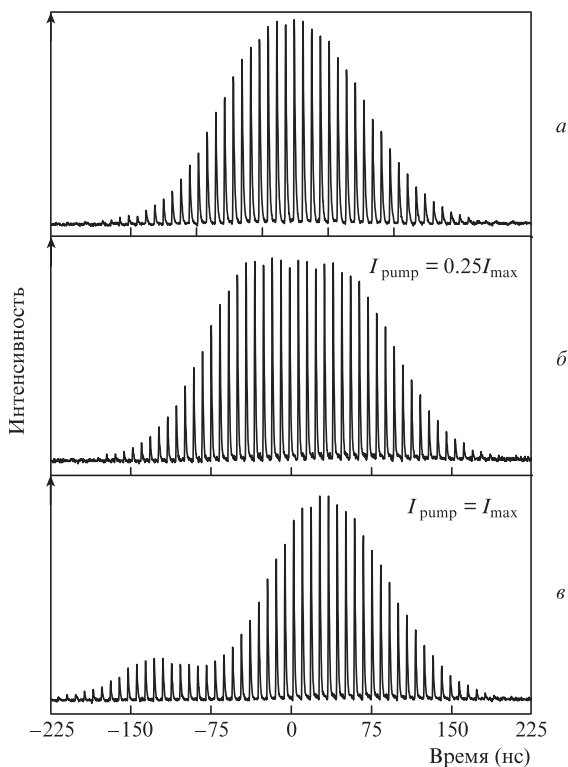 а
I pump = 0.25I max
б
Интенсивность
I pump = I max
в
−225 −150 −75 0 75 150 225
Время (нс)